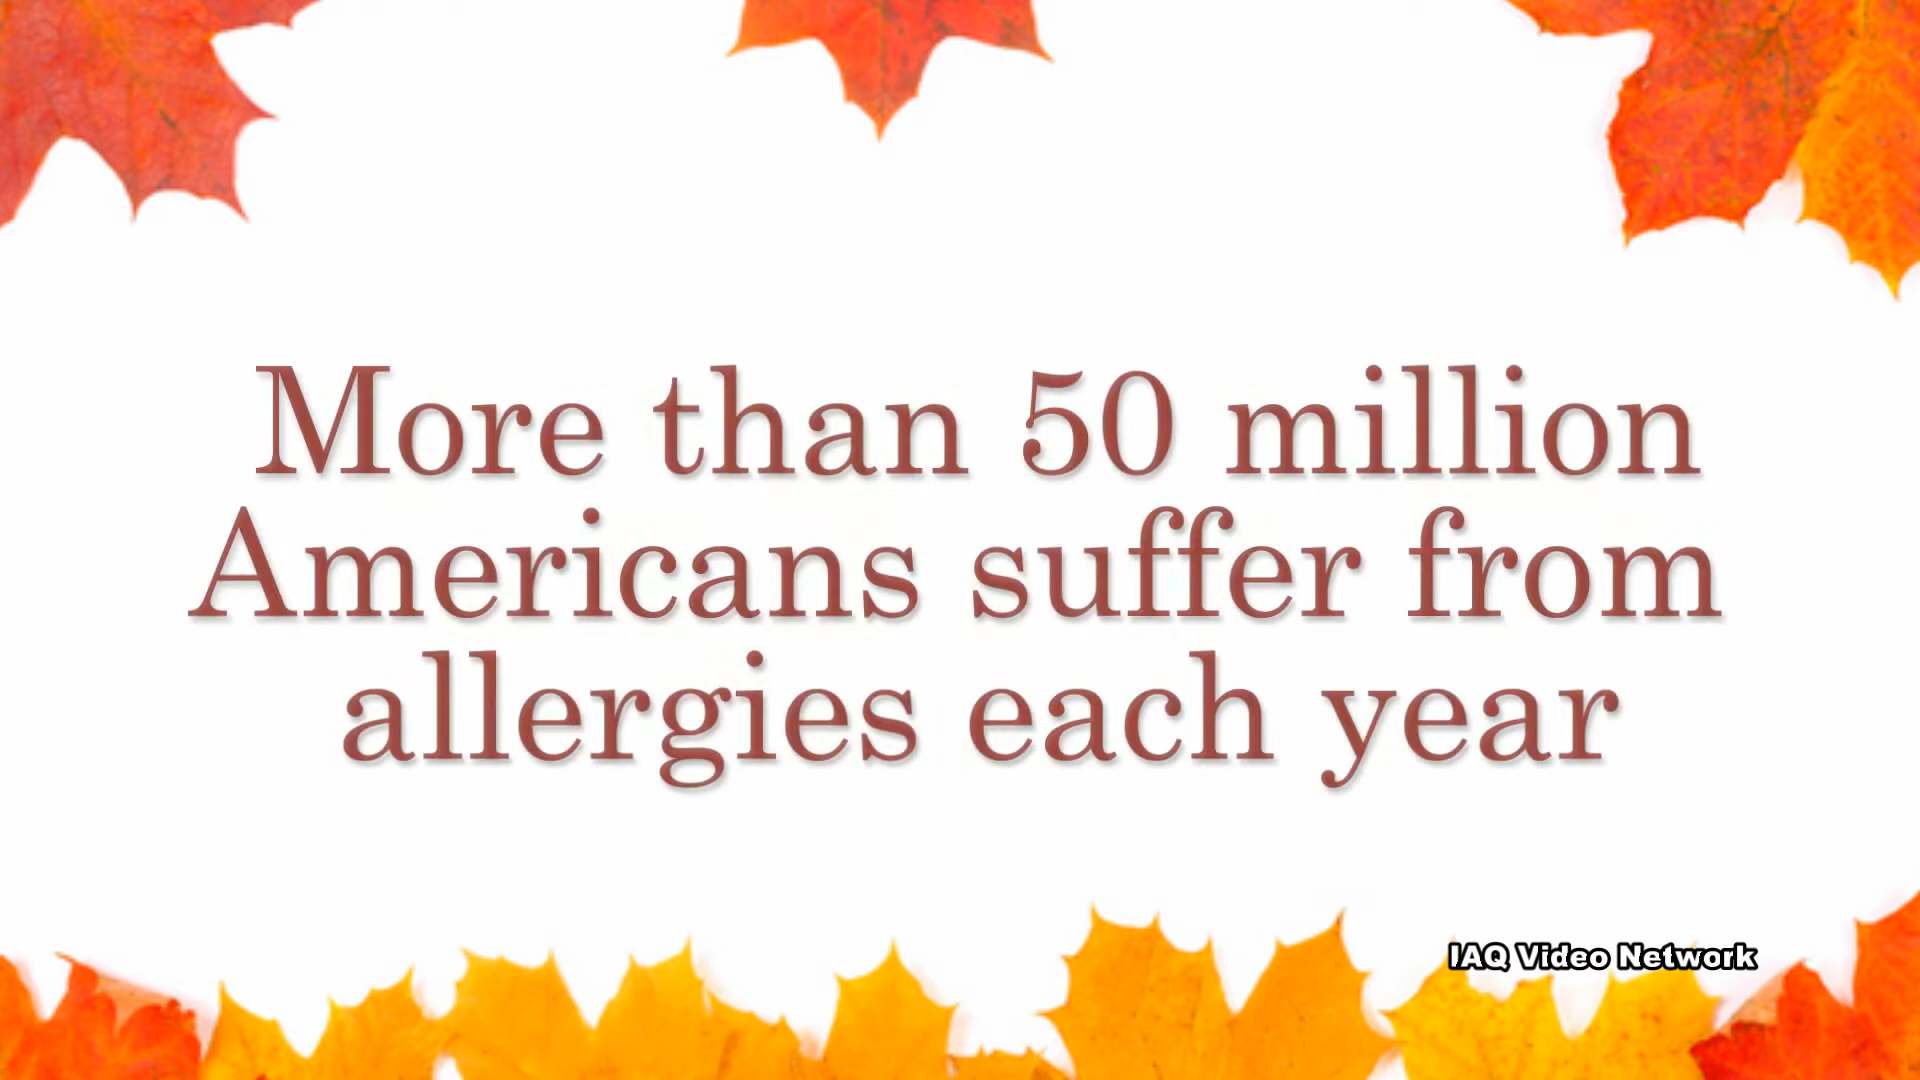 More than 50 million
Americans suffer from
allergies each year
IAQ Video Network